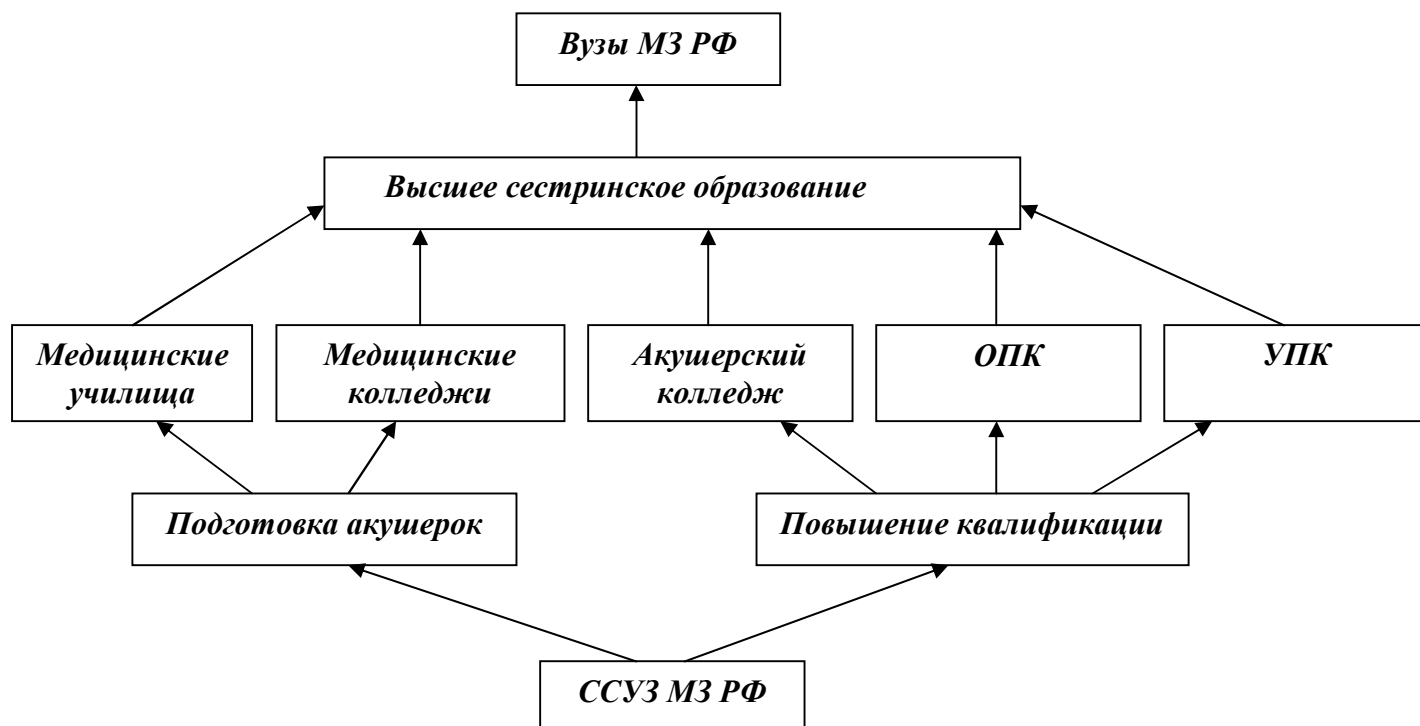 Вузы МЗ РФ
Высшее сестринское образование
Медицинские
училища
Медицинские
колледжи
Акушерский
колледж
ОПК
УПК
Подготовка акушерок
Повышение квалификации
ССУЗ МЗ РФ